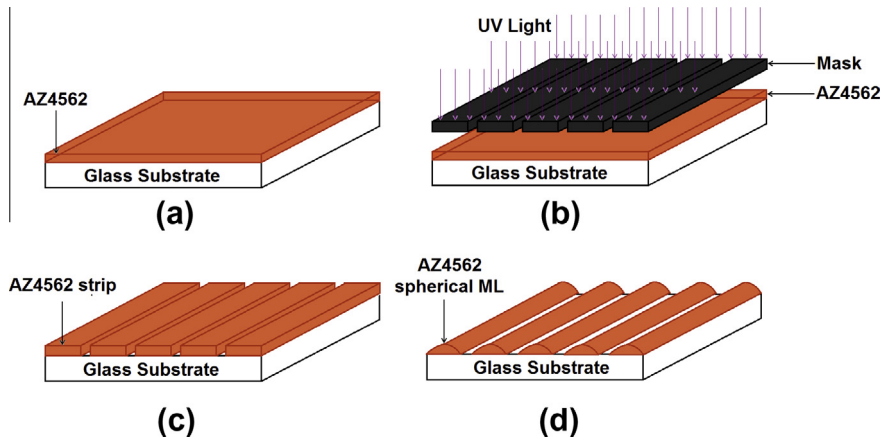 AZ4562
Glass Substrate
(a)
UV Light
Mask
AZ4562
Glass Substrate
(b)
AZ4562 strip
Glass Substrate
(c)
AZ4562
spherical ML
Glass Substrate
(d)